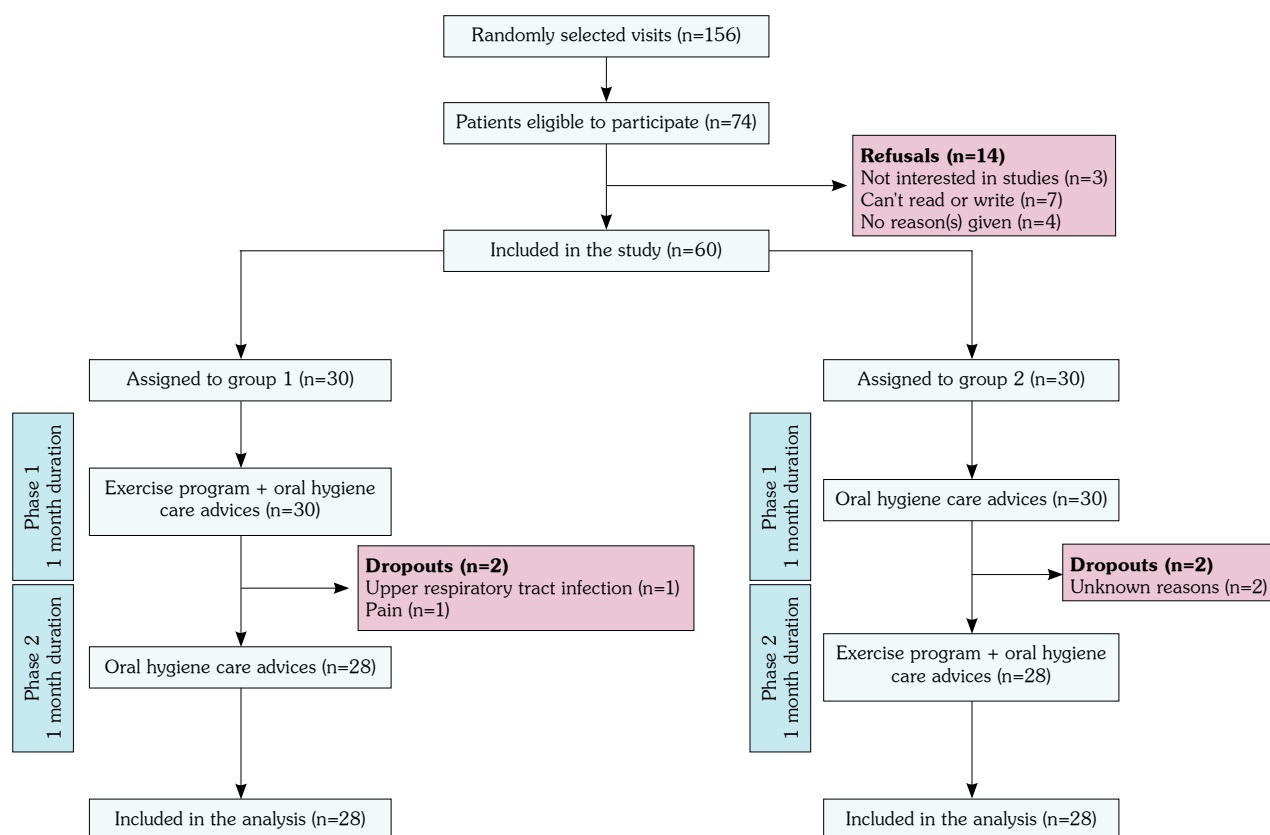 Randomly selected visits (n=156)
Patients eligible to participate (n=74)
Refusals (n=14)
Not interested in studies (n=3)
Can't read or write (n=7)
No reason(s) given (n=4)
Included in the study (n=60)
Assigned to group 1 (n=30)
Assigned to group 2 (n=30)
Phase 1
1 month duration
Exercise program + oral hygiene
care advices (n=30)
Phase 1
1 month duration
Oral hygiene care advices (n=30)
Dropouts (n=2)
Upper respiratory tract infection (n=1)
Pain (n=1)
Dropouts (n=2)
Unknown reasons (n=2)
Phase 2
1 month duration
Oral hygiene care advices (n=28)
Phase 2
1 month duration
Exercise program + oral hygiene
care advices (n=28)
Included in the analysis (n=28)
Included in the analysis (n=28)